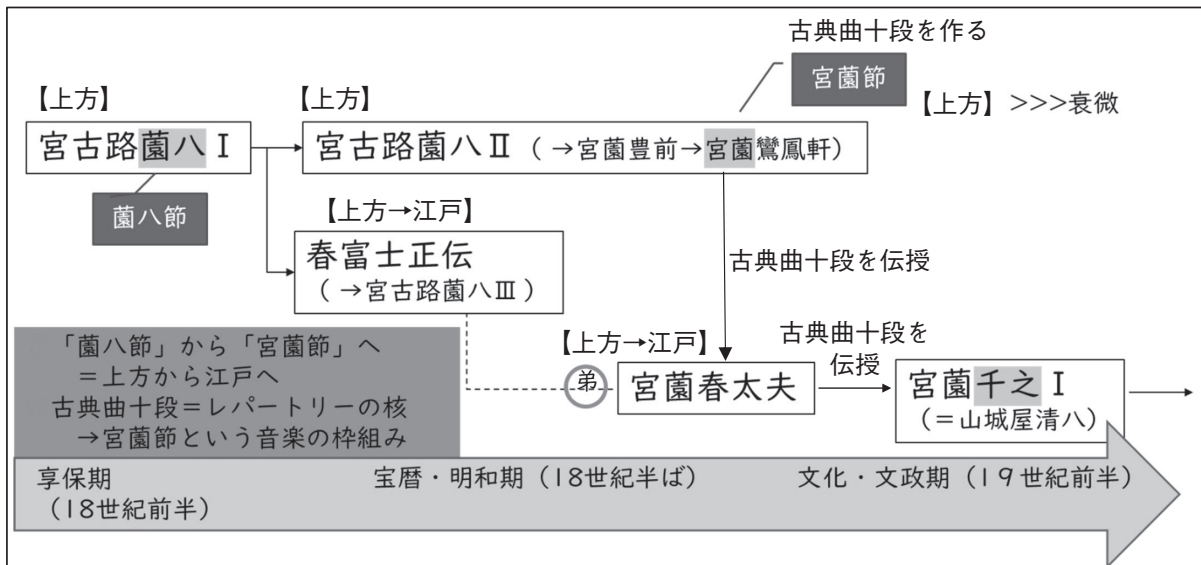 古典曲十段を作る
宮薗節
【上方】>>>衰微
【上方】
宮古路薗八Ⅰ
薗八節
【上方】
宮古路薗八Ⅱ（→宮薗豊前→宮薗鸞鳳軒）
【上方→江戸】
春富士正伝
（→宮古路薗八Ⅲ）
古典曲十段を伝授
「薗八節」から「宮薗節」へ
＝上方から江戸へ
古典曲十段＝レパートリーの核
→宮薗節という音楽の枠組み
【上方→江戸】
弟
宮薗春太夫
古典曲十段を
伝授
宮薗千之Ⅰ
（＝山城屋清八）
享保期
（18世紀前半）
宝暦・明和期（18世紀半ば）
文化・文政期（19世紀前半）